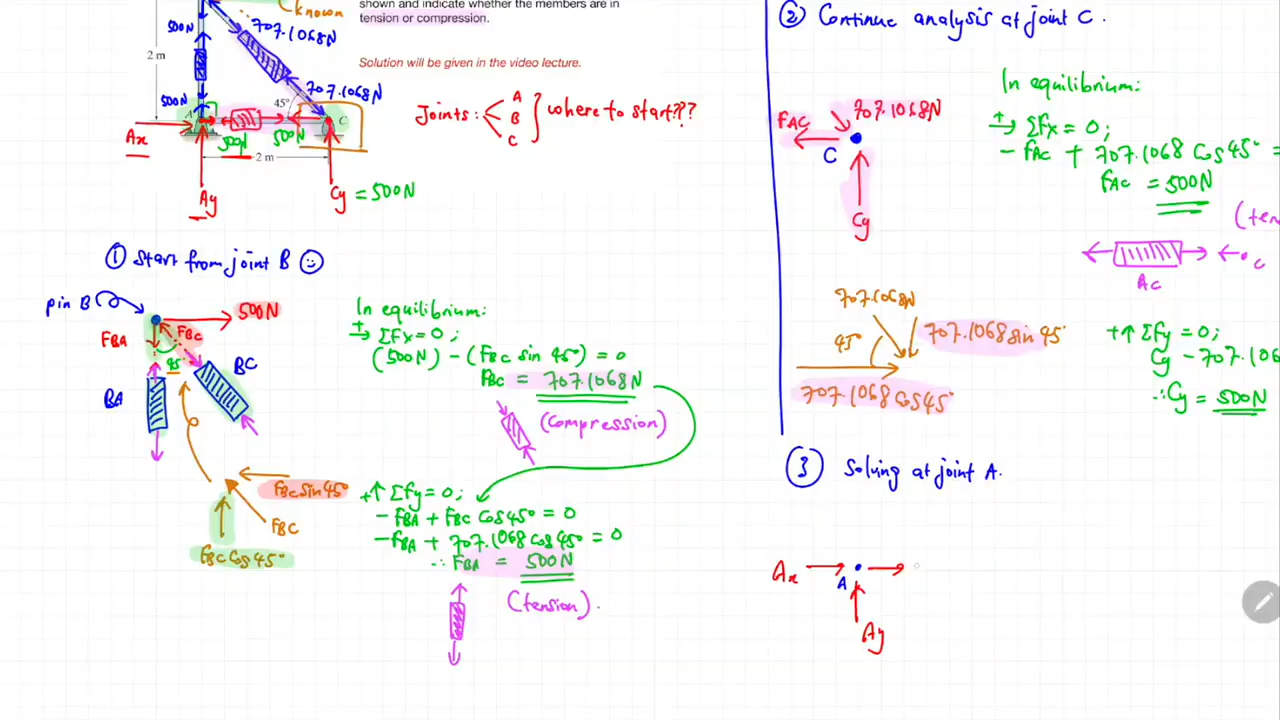 (known
shown and indicate whether the members are in
tension or compression.
Solution will be given in the video lecture.
500N
707.1068N
2 m
500N
707.1068N
45°
A
C
500N
500N
Ax
2 m
Ay
Cy = 500N
Joints: A B C } where to start???
① Start from joint B
pin B
500N
FBA
FBC
45
BC
BA
FBC sin 45°
FBC
FBC Cos 45°
In equilibrium:
+→ ΣFx = 0;
(500N) - (FBC sin 45°) = 0
FBC = 707.1068N
(Compression)
+↑ ΣFy = 0;
- FBA + FBC Cos 45° = 0
- FBA + 707.1068 Cos 45° = 0
∴ FBA = 500N
(tension).
② Continue analysis at joint C.
FAC
707.1068N
C
Cy
In equilibrium:
+→ ΣFx = 0;
- FAC + 707.1068 Cos 45° =
FAC = 500N
(ten
AC
C
707.1068N
45°
707.1068 sin 45°
707.1068 Cos 45°
+↑ ΣFy = 0;
Cy - 707.106
∴ Cy = 500N
③ Solving at joint A.
Ax
A
Ay